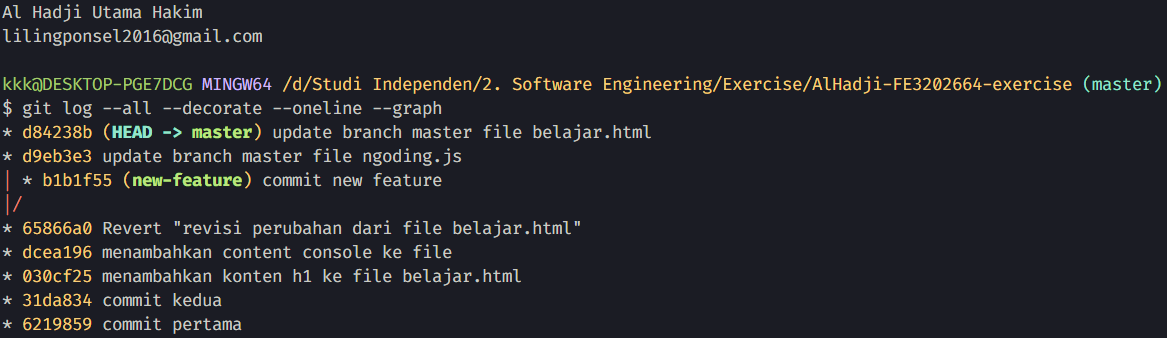 Al Hadji Utama Hakim
lilingponsel2016@gmail.com
kkk@DESKTOP-PGE7DCG MINGW64 /d/Studi Independen/2. Software Engineering/Exercise/AlHadji-FE3202664-exercise (master)
$ git log --all --decorate --oneline --graph
* d84238b (HEAD -> master) update branch master file belajar.html
* d9eb3e3 update branch master file ngoding.js
| * b1b1f55 (new-feature) commit new feature
|/
* 65866a0 Revert "revisi perubahan dari file belajar.html"
* dcea196 menambahkan content console ke file
* 030cf25 menambahkan konten h1 ke file belajar.html
* 31da834 commit kedua
* 6219859 commit pertama